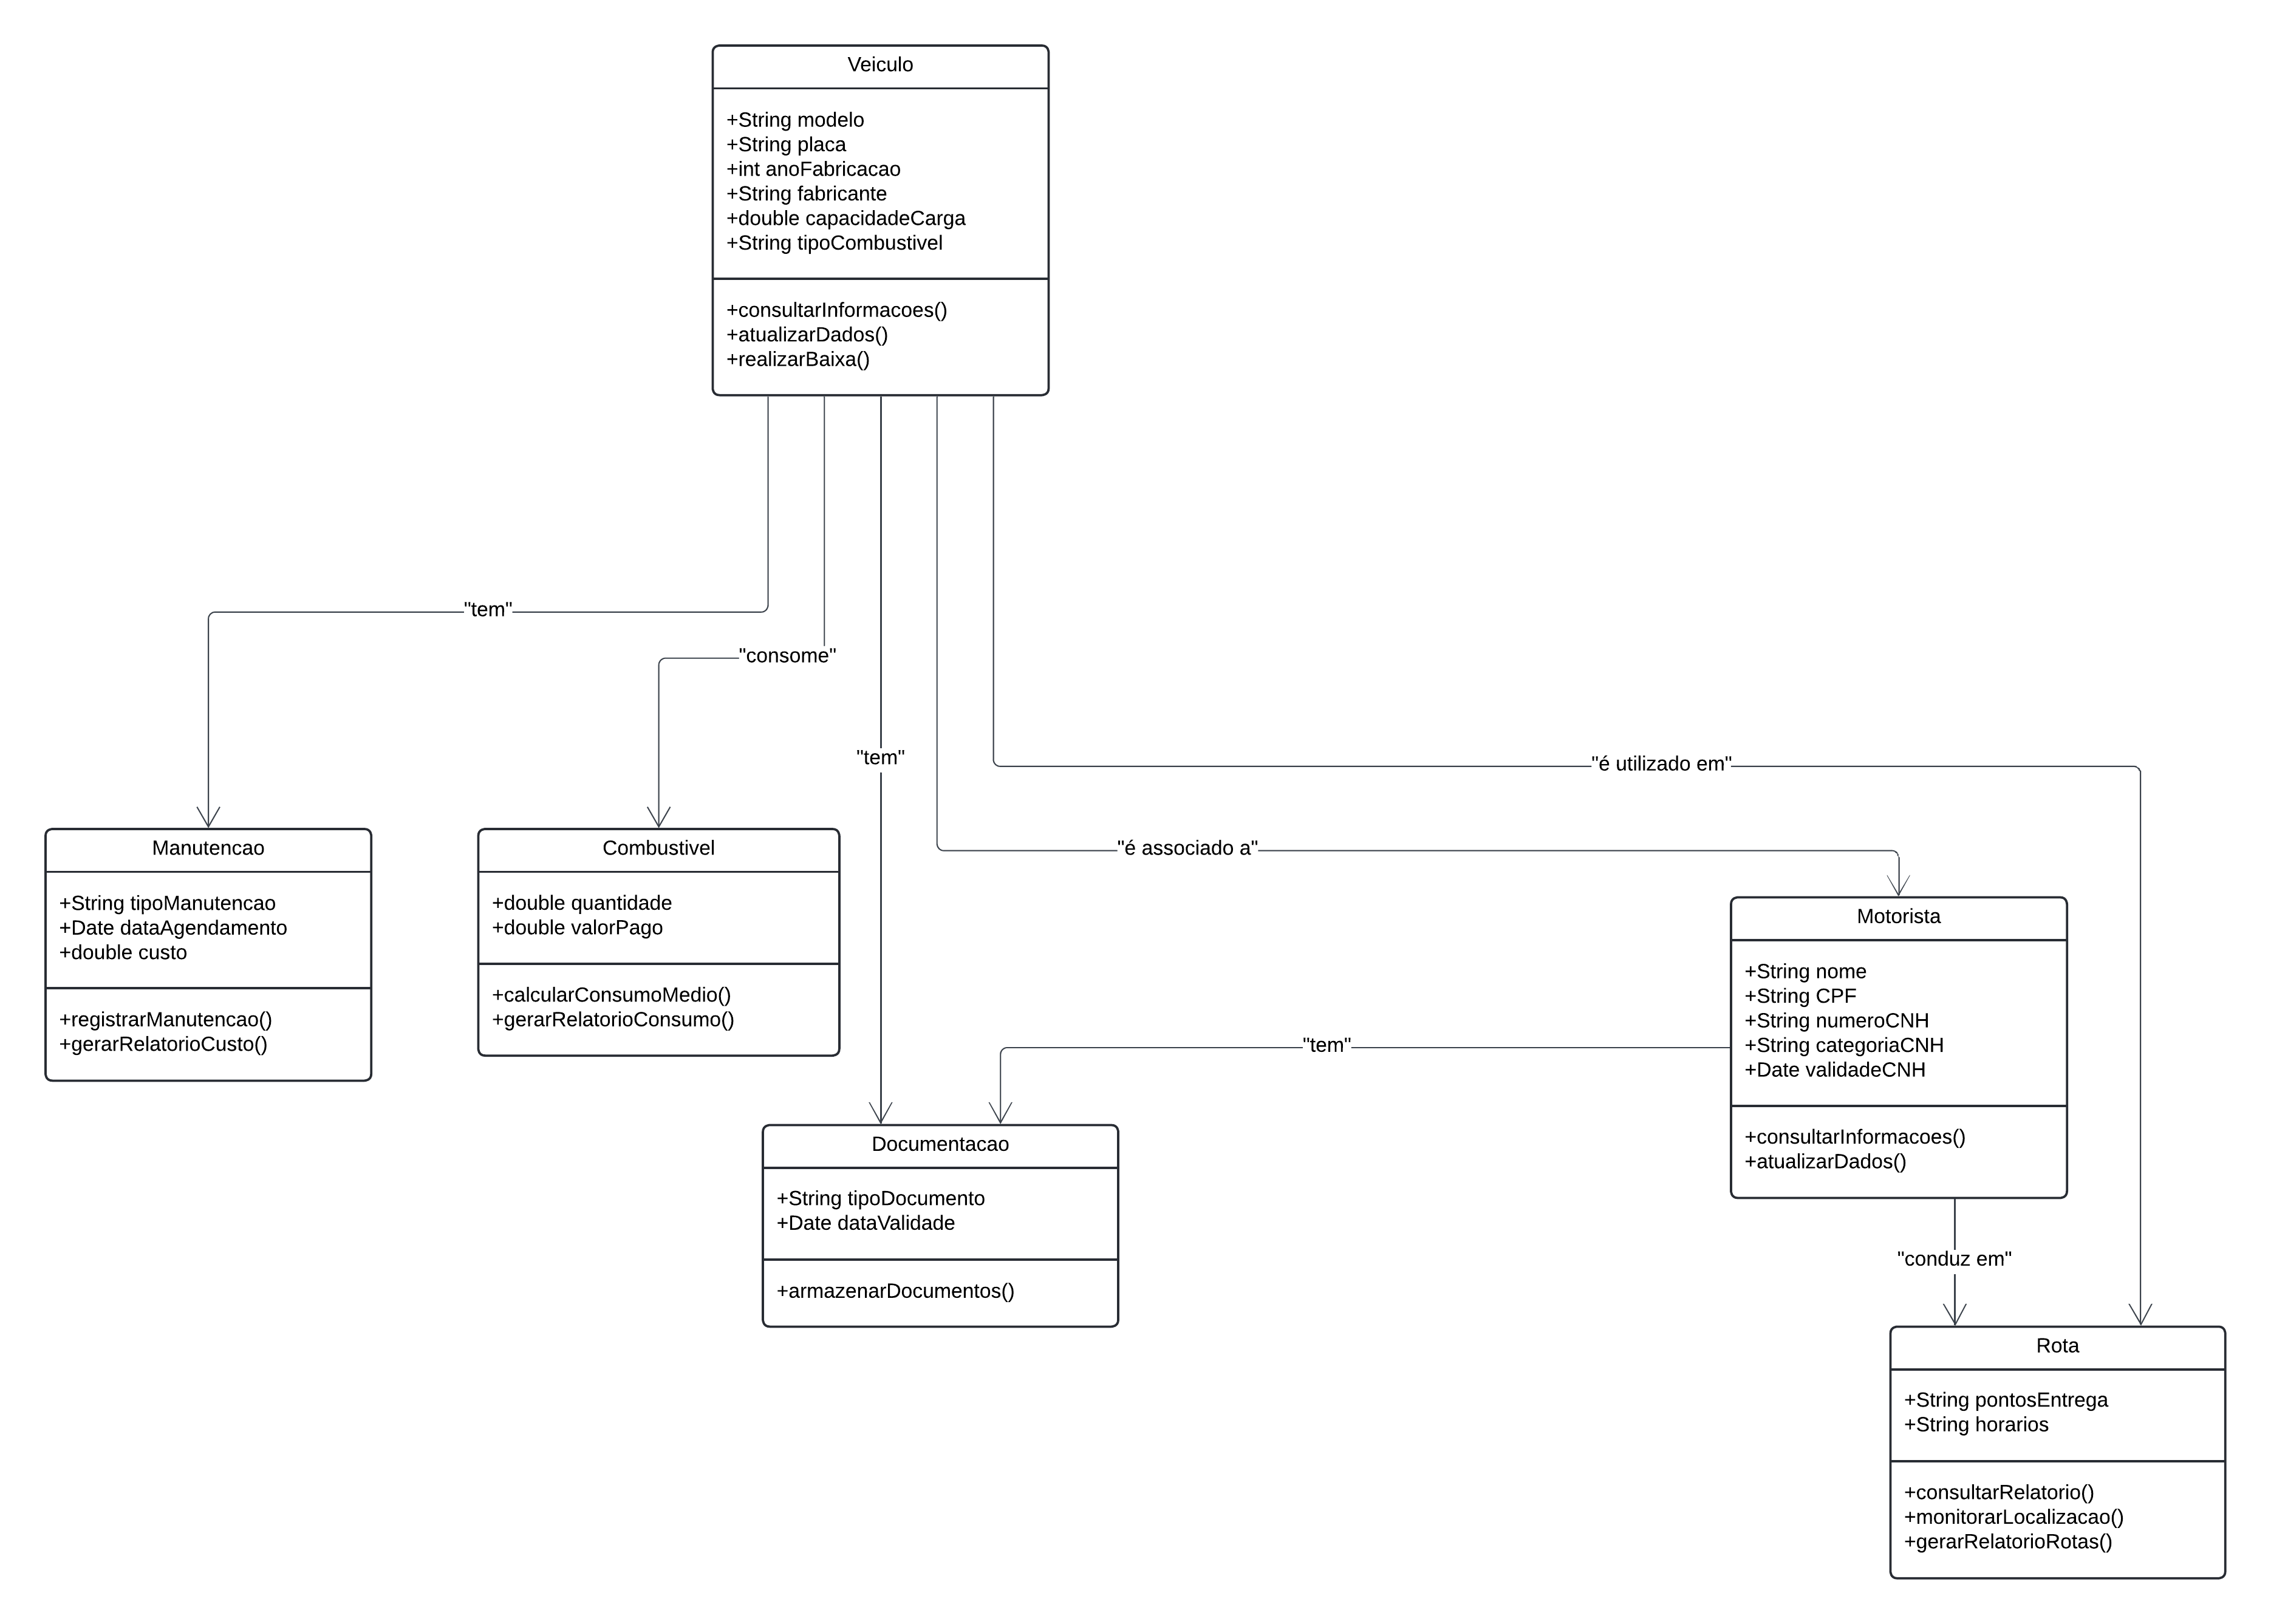 Veiculo
+String modelo
+String placa
+int anoFabricacao
+String fabricante
+double capacidadeCarga
+String tipoCombustivel
+consultarInformacoes()
+atualizarDados()
+realizarBaixa()
"tem"
"consome"
"tem"
"é utilizado em"
"é associado a"
Manutencao
+String tipoManutencao
+Date dataAgendamento
+double custo
+registrarManutencao()
+gerarRelatorioCusto()
Combustivel
+double quantidade
+double valorPago
+calcularConsumoMedio()
+gerarRelatorioConsumo()
Motorista
+String nome
+String CPF
+String numeroCNH
+String categoriaCNH
+Date validadeCNH
+consultarInformacoes()
+atualizarDados()
"tem"
Documentacao
+String tipoDocumento
+Date dataValidade
+armazenarDocumentos()
"conduz em"
Rota
+String pontosEntrega
+String horarios
+consultarRelatorio()
+monitorarLocalizacao()
+gerarRelatorioRotas()